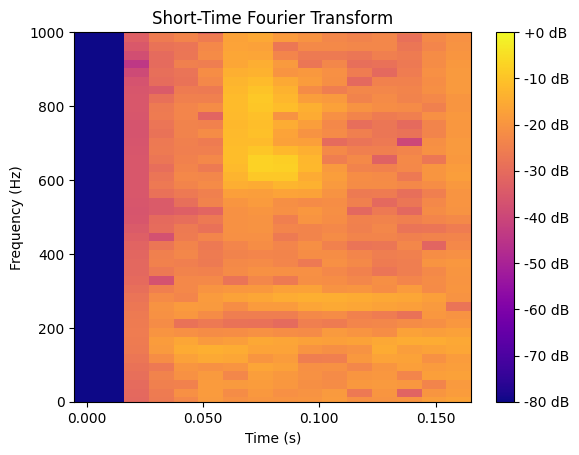 Short-Time Fourier Transform
1000
800
600
400
200
0
Frequency (Hz)
0.000
0.050
0.100
0.150
Time (s)
+0 dB
-10 dB
-20 dB
-30 dB
-40 dB
-50 dB
-60 dB
-70 dB
-80 dB